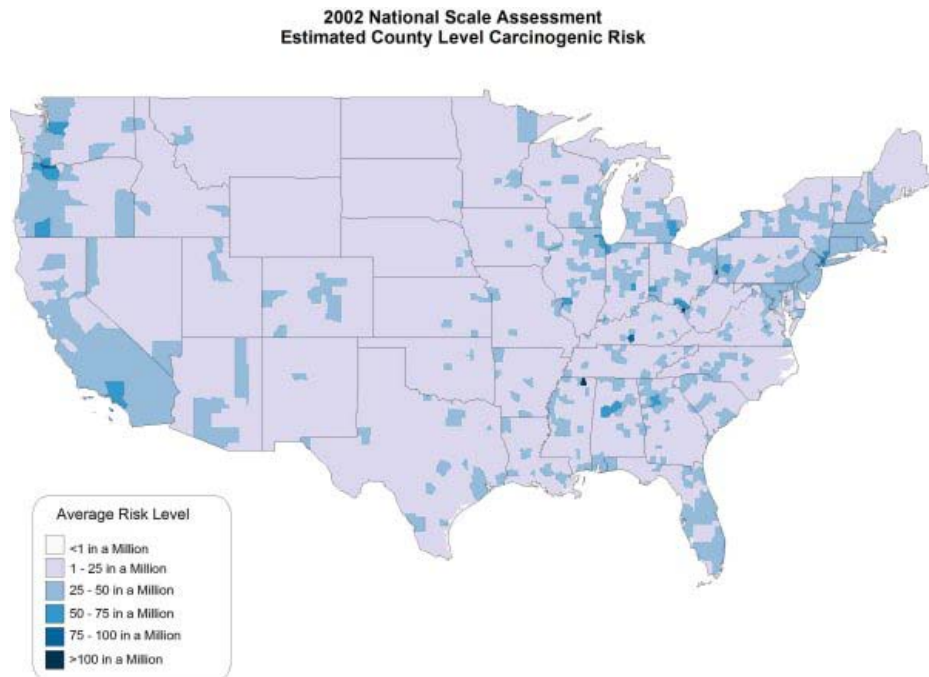 2002 National Scale Assessment
Estimated County Level Carcinogenic Risk
Average Risk Level
<1 in a Million
1 - 25 in a Million
25 - 50 in a Million
50 - 75 in a Million
75 - 100 in a Million
>100 in a Million